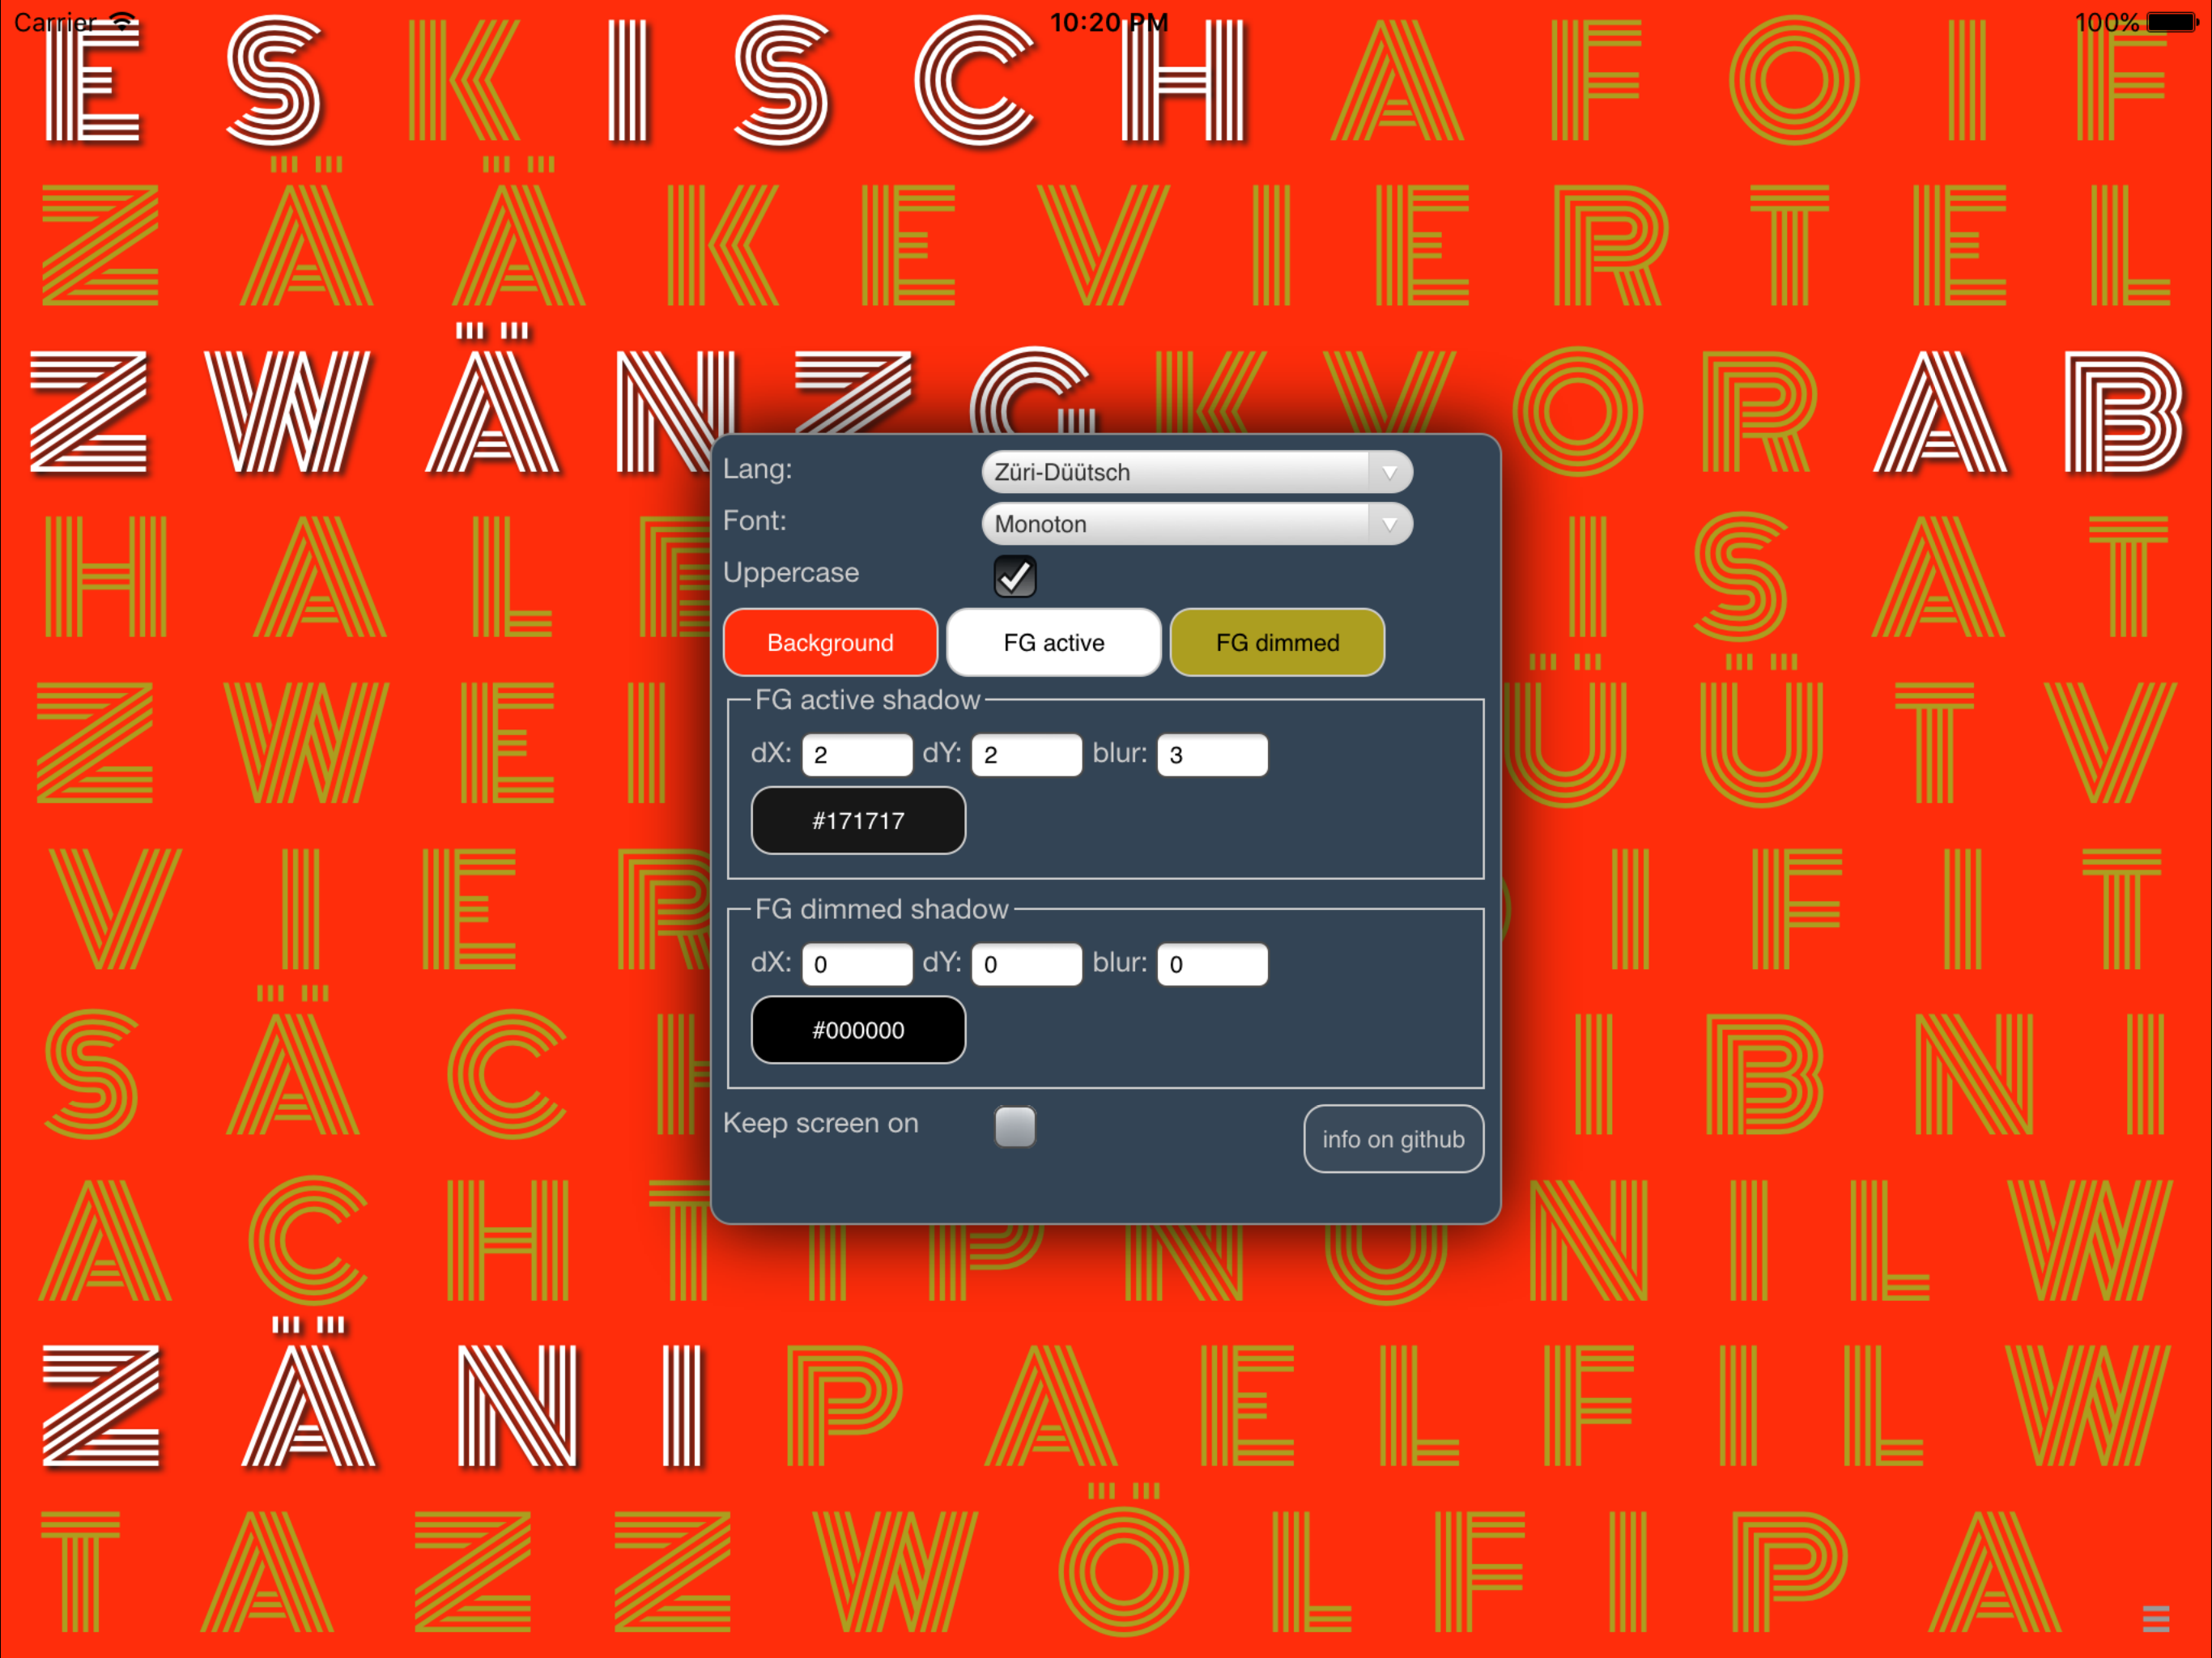 Carrier 10:20 PM 100%
E S K I S C H A F O I F
Z Ä Ä K E V I E R T E L
Z W Ä N Z G K V O R A B
Lang: Züri-Düütsch
Font: Monoton
Uppercase
Background FG active FG dimmed
FG active shadow
dX: 2 dY: 2 blur: 3
#171717
FG dimmed shadow
dX: 0 dY: 0 blur: 0
#000000
Keep screen on info on github
H A L I S A T
Z W E I Ü Ü T V
V I E R I F I T
S Ä C H I B N I
A C H T I P N U N I L W
Z Ä N I P A E L F I L W
T A Z Z W Ö L F I P A